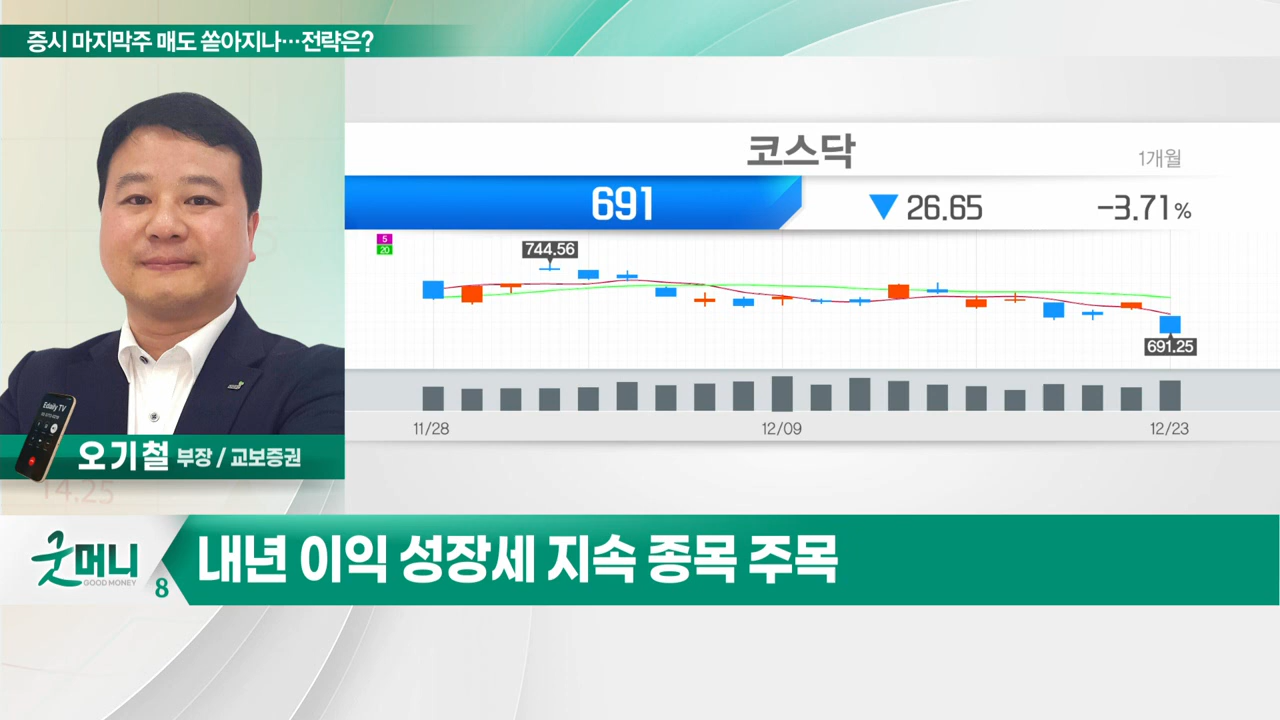 증시 마지막주 매도 쏟아지나…전략은?
코스닥
1개월
691
▼ 26.65
-3.71%
5
20
744.56
691.25
11/28
12/09
12/23
Edaily TV
오기철 부장 / 교보증권
14.25
굿머니
GOOD MONEY
8
내년 이익 성장세 지속 종목 주목